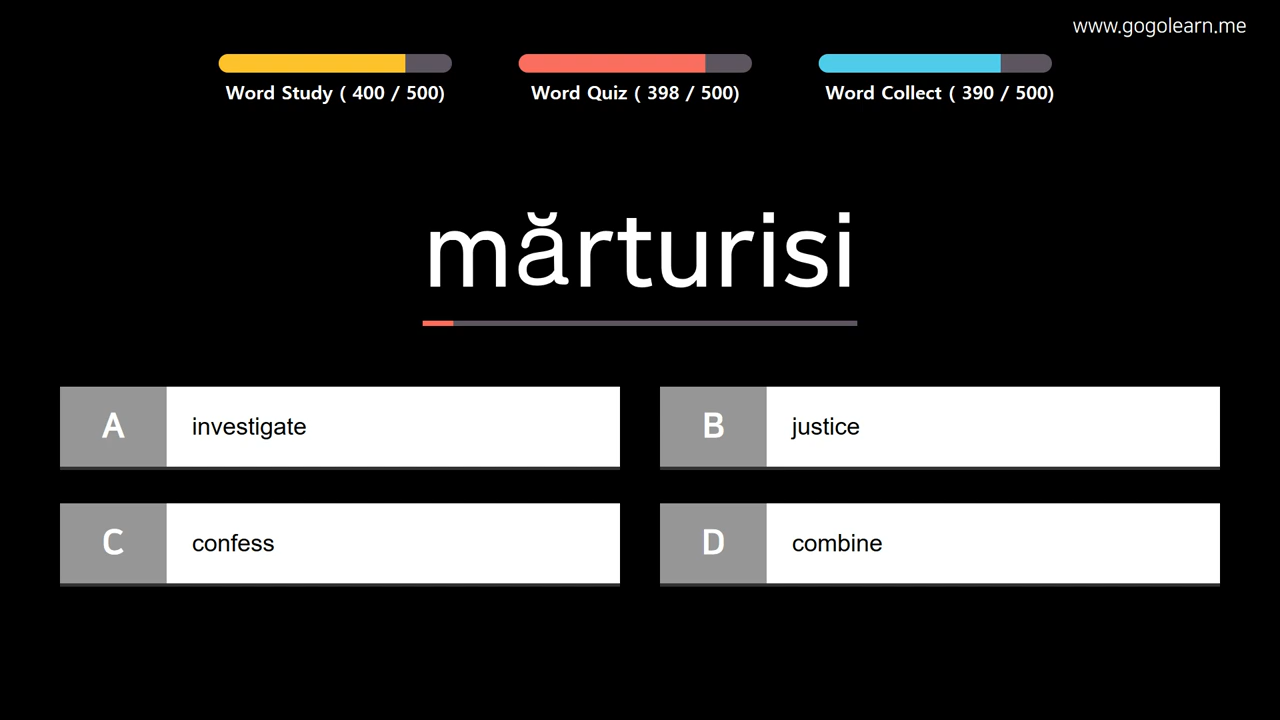 www.gogolearn.me
Word Study ( 400 / 500)
Word Quiz ( 398 / 500)
Word Collect ( 390 / 500)
mărturisi
A investigate
B justice
C confess
D combine